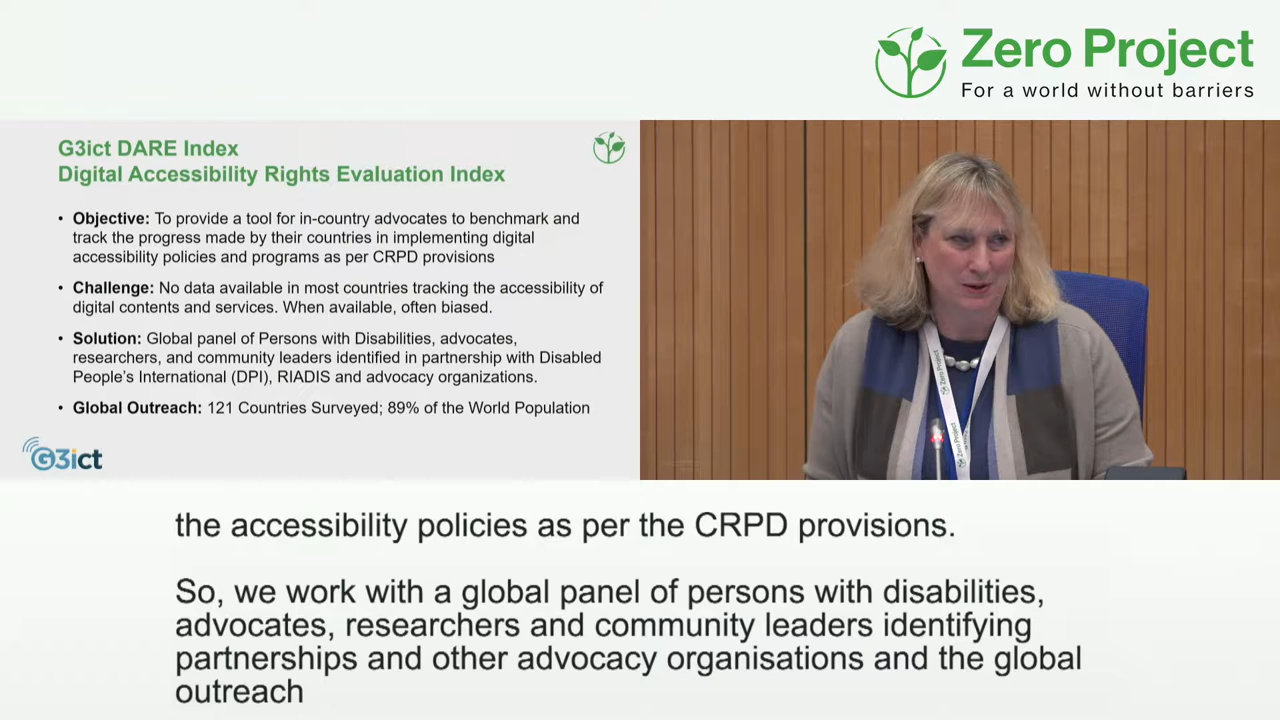 Zero Project
For a world without barriers
G3ict DARE Index
Digital Accessibility Rights Evaluation Index
• Objective: To provide a tool for in-country advocates to benchmark and
track the progress made by their countries in implementing digital
accessibility policies and programs as per CRPD provisions
• Challenge: No data available in most countries tracking the accessibility of
digital contents and services. When available, often biased.
• Solution: Global panel of Persons with Disabilities, advocates,
researchers, and community leaders identified in partnership with Disabled
People's International (DPI), RIADIS and advocacy organizations.
• Global Outreach: 121 Countries Surveyed; 89% of the World Population
G3ict
Zero Project
Zero Project
the accessibility policies as per the CRPD provisions.
So, we work with a global panel of persons with disabilities,
advocates, researchers and community leaders identifying
partnerships and other advocacy organisations and the global
outreach